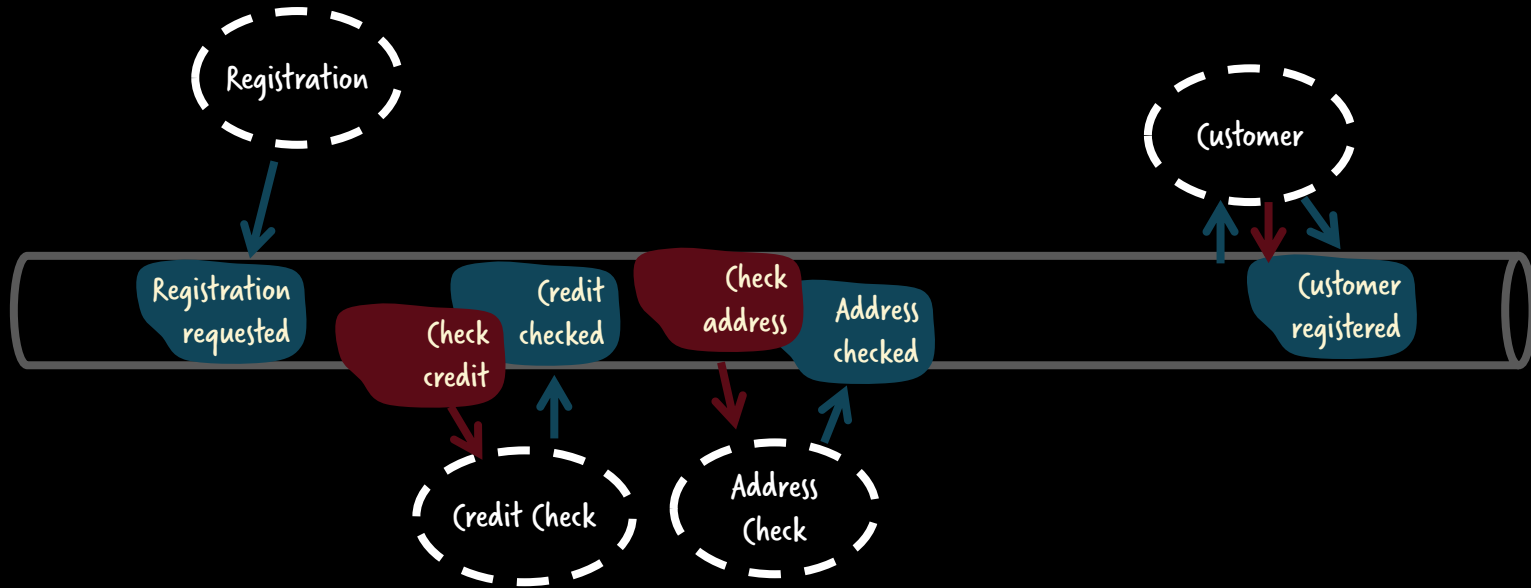 Registration
Customer
Registration
requested
Check
credit
Credit
checked
Check
address
Address
checked
Customer
registered
Credit Check
Address
Check